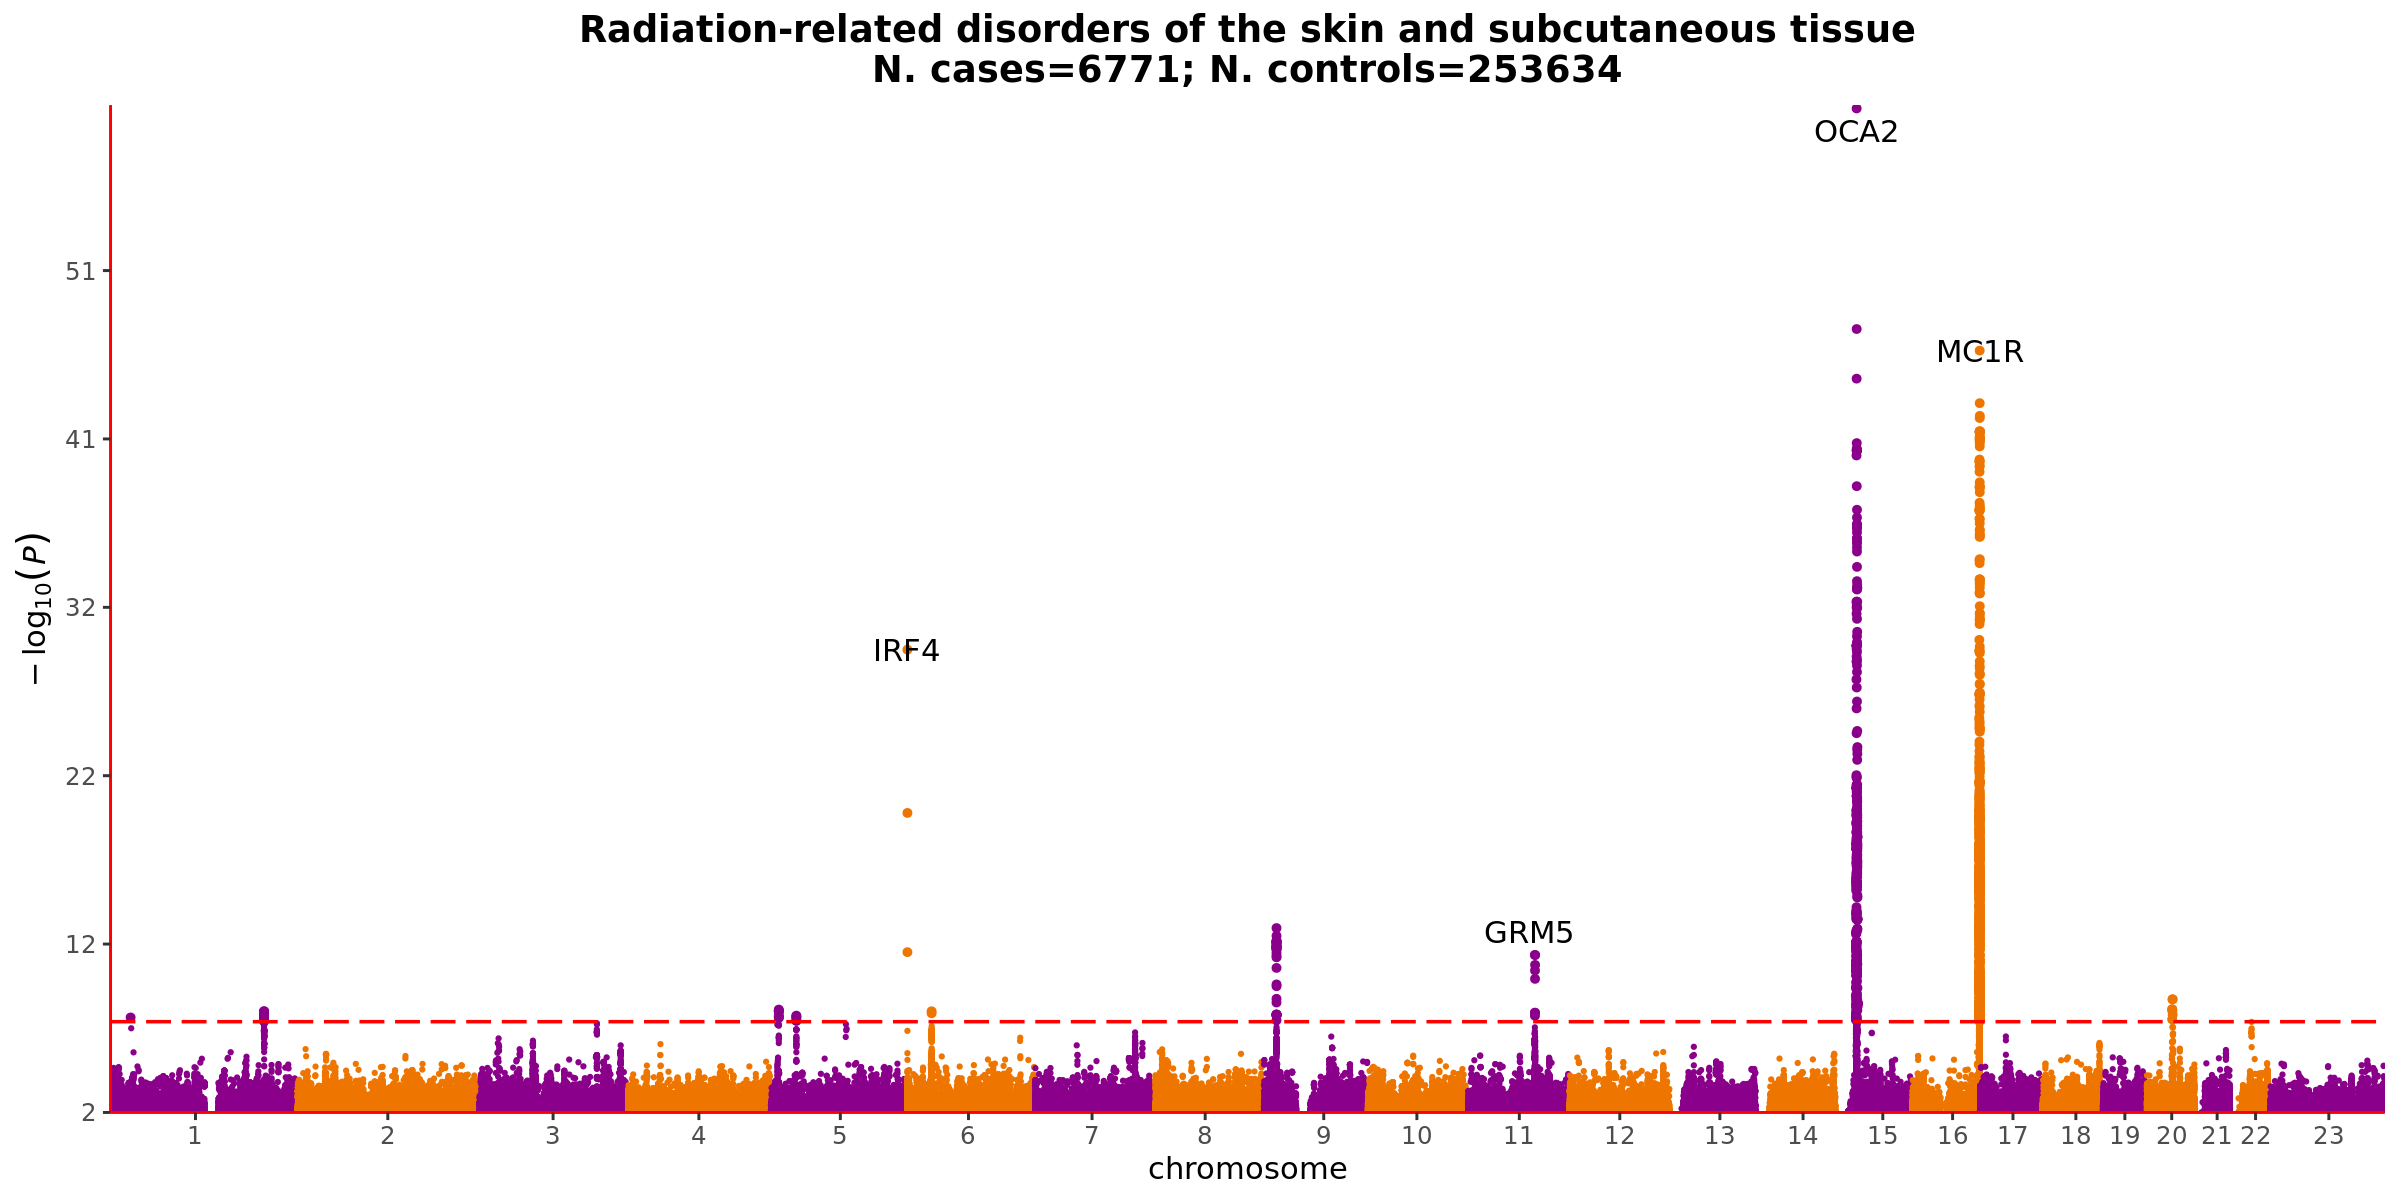 Radiation-related disorders of the skin and subcutaneous tissue
N. cases=6771; N. controls=253634
OCA2
51
MC1R
41
− log10(P)
32
IRF4
22
GRM5
12
2
1 2 3 4 5 6 7 8 9 10 11 12 13 14 15 16 17 18 19 20 21 22 23
chromosome